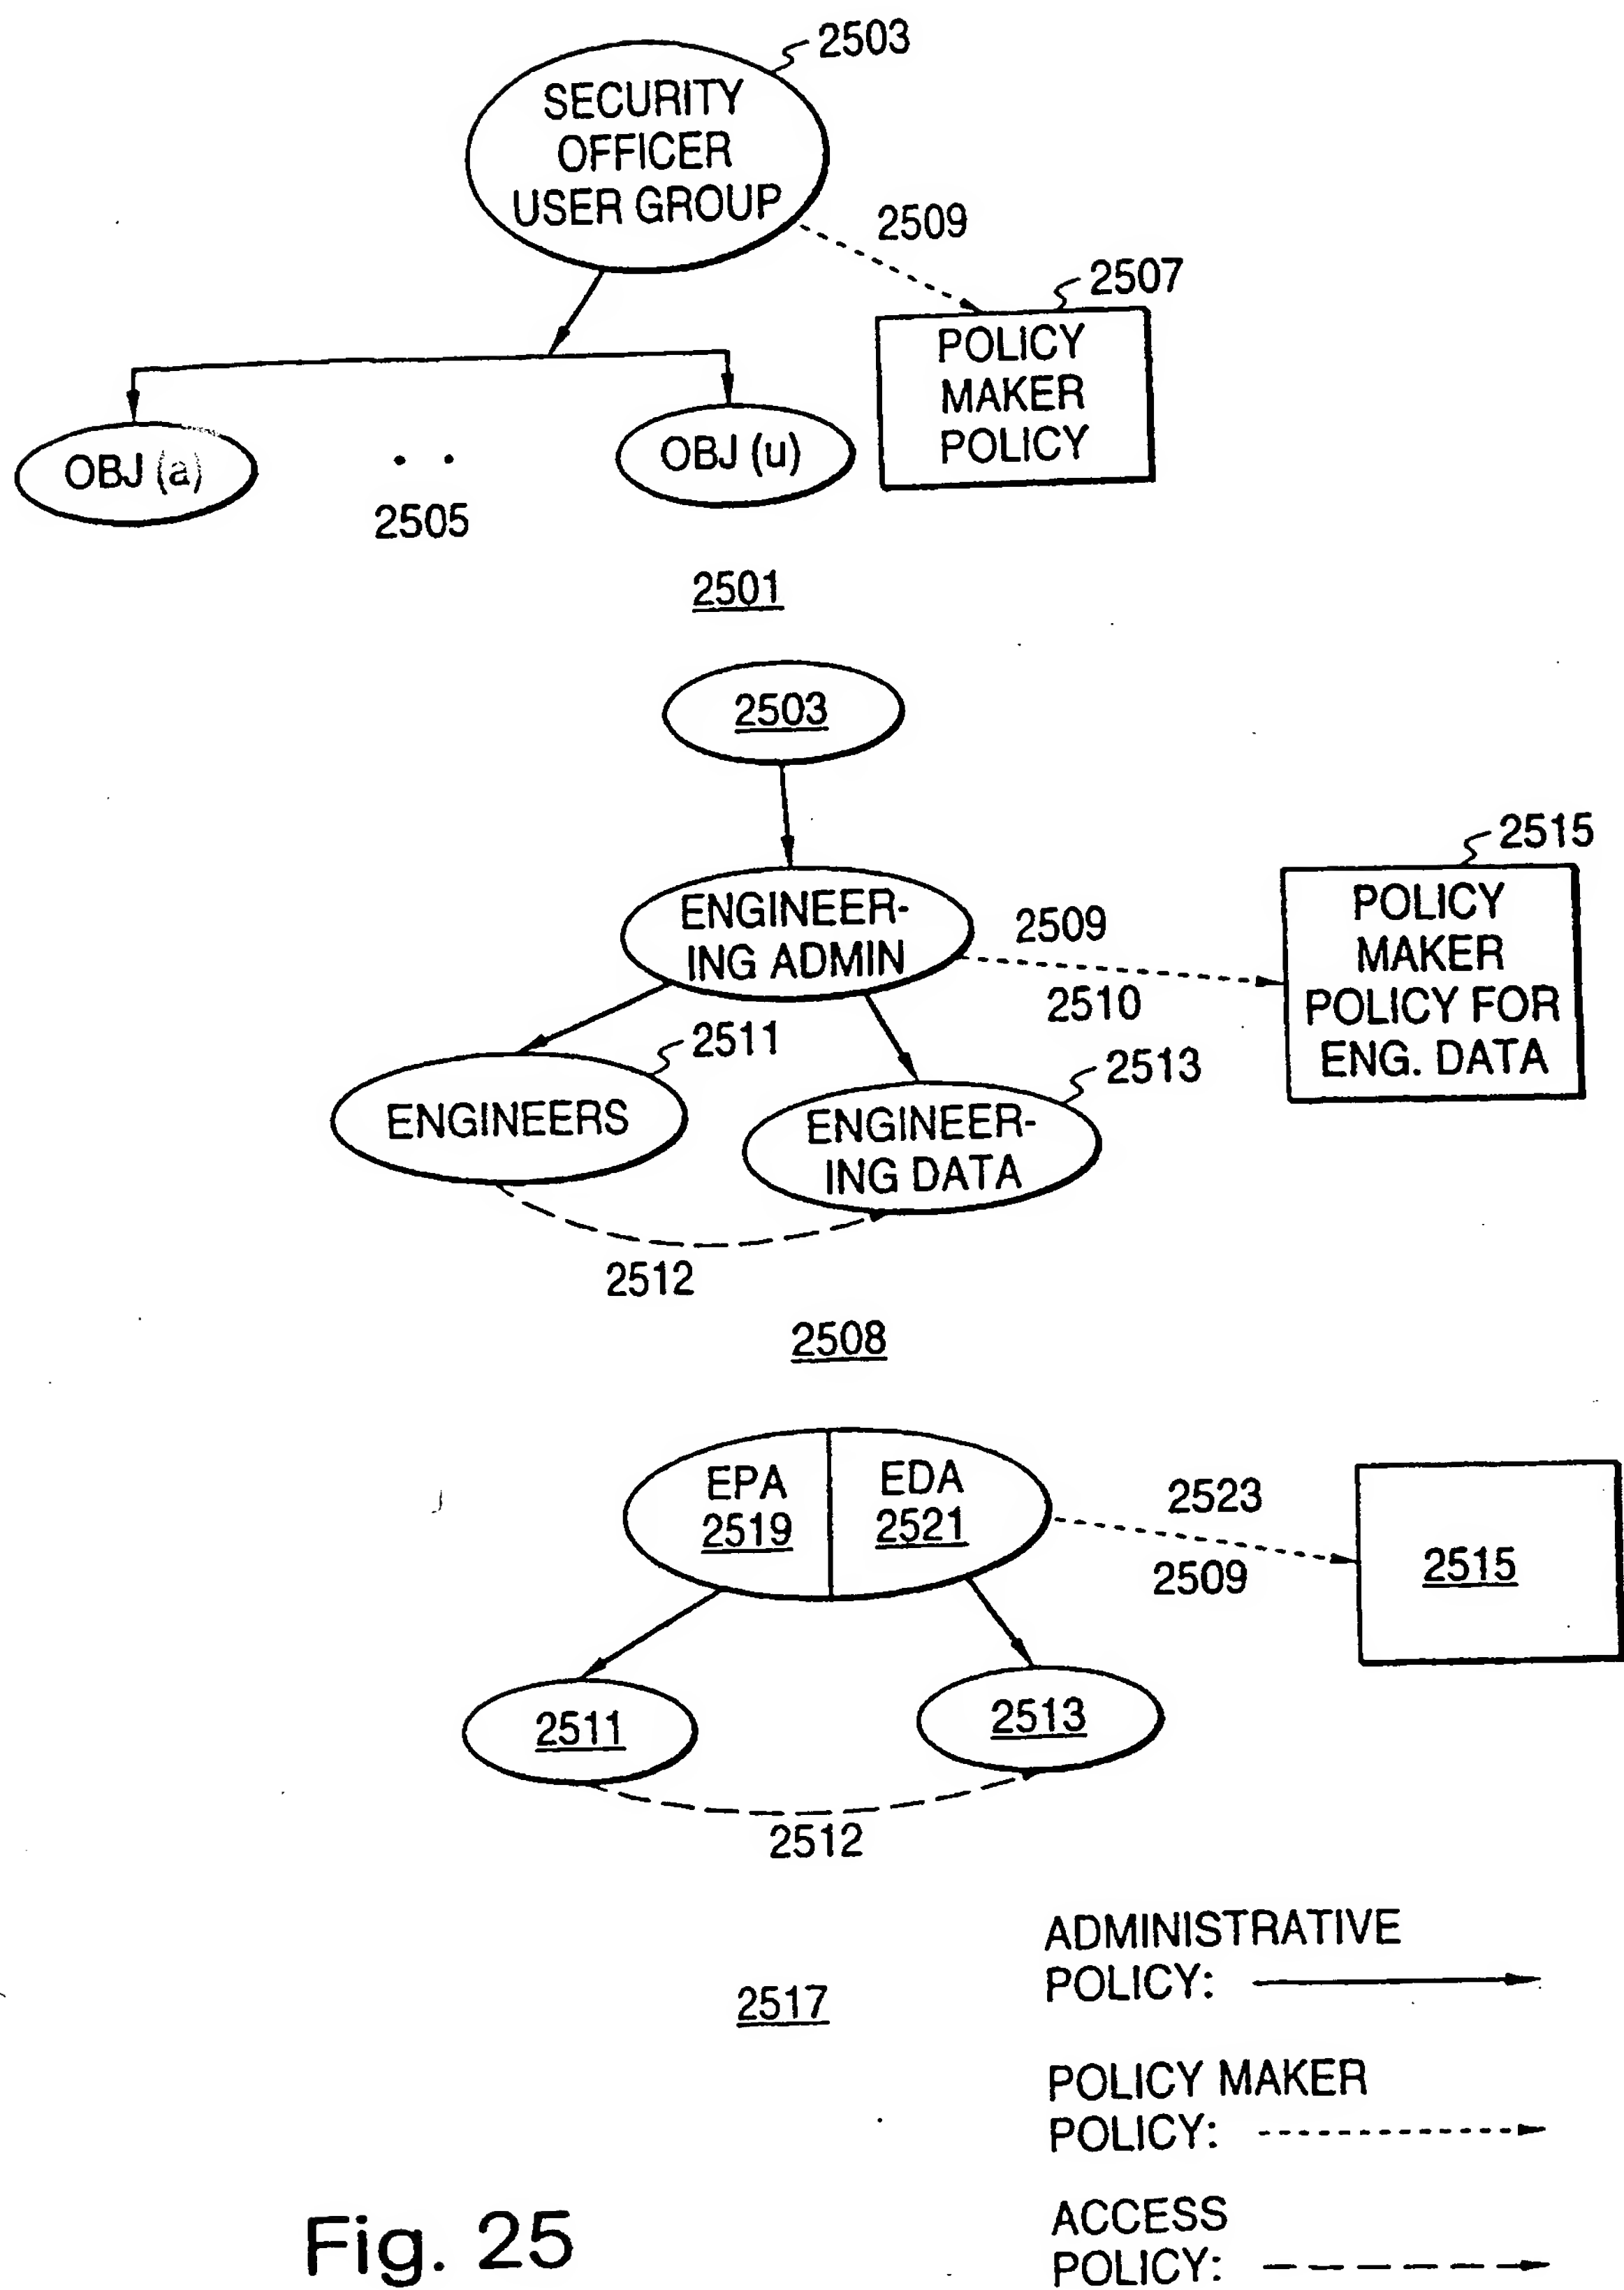 2503
SECURITY
OFFICER
USER GROUP
2509
2507
POLICY
MAKER
POLICY
OBJ (a)
. .
OBJ (u)
2505
2501
2503
2515
ENGINEER-
ING ADMIN
2509
2510
POLICY
MAKER
POLICY FOR
ENG. DATA
2511
2513
ENGINEERS
ENGINEER-
ING DATA
2512
2508
EPA
2519
EDA
2521
2523
2509
2515
2511
2513
2512
2517
ADMINISTRATIVE
POLICY:
POLICY MAKER
POLICY:
ACCESS
POLICY:
Fig. 25